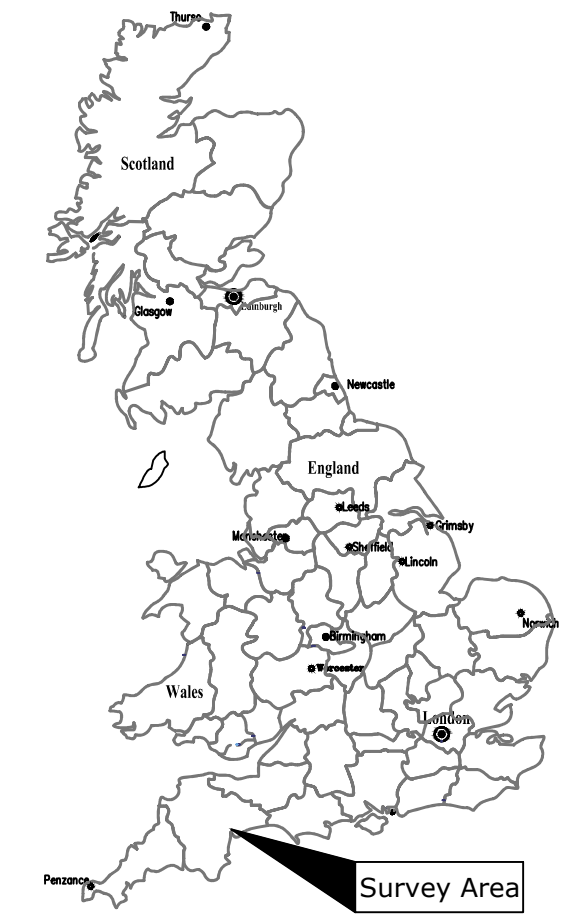 Thurso
Scotland
Edinburgh
Glasgow
Newcastle
England
Leeds
Grimsby
Manchester
Sheffield
Lincoln
Norwich
Birmingham
Worcester
Wales
London
Penzance
Survey Area